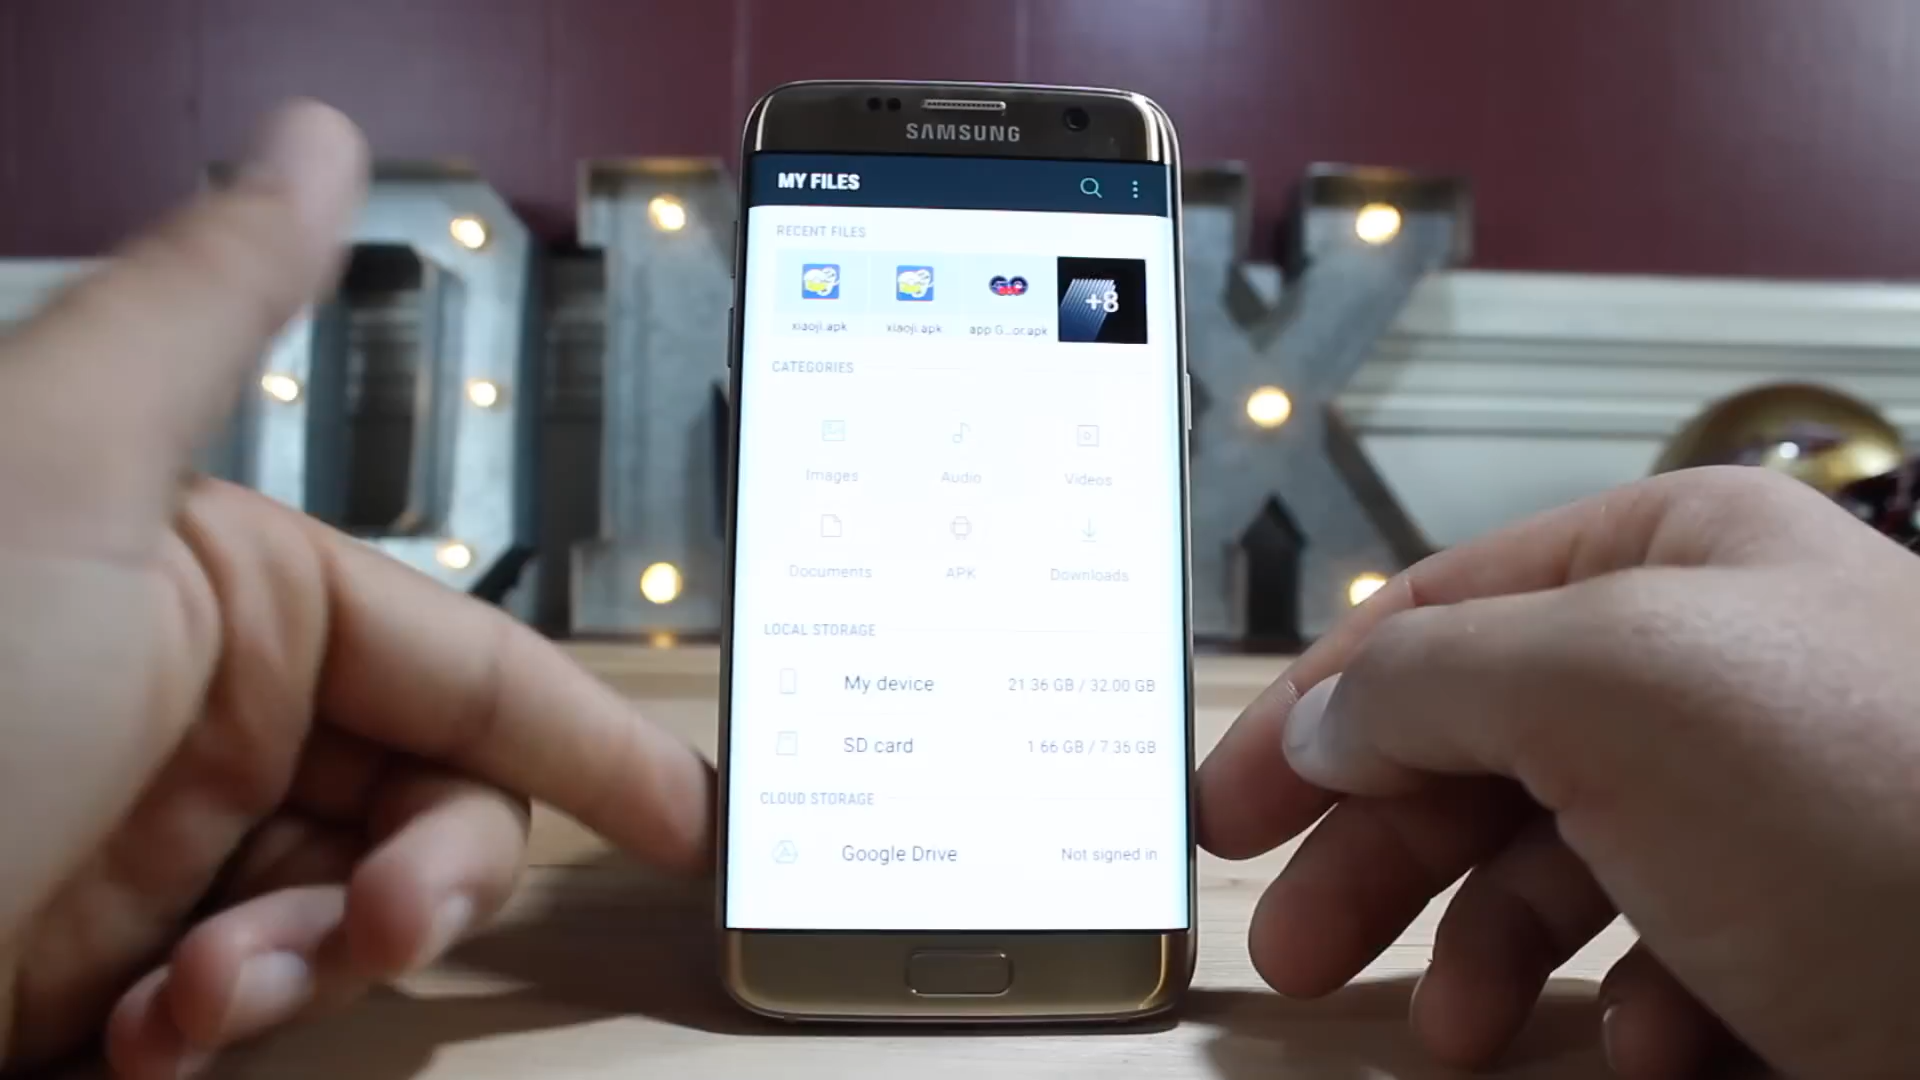 SAMSUNG
MY FILES
RECENT FILES
+8
xiaoji.apk xiaoji.apk app G...or.apk
CATEGORIES
Images Audio Videos
Documents APK Downloads
LOCAL STORAGE
My device 21.36 GB / 32.00 GB
SD card 1.66 GB / 7.35 GB
CLOUD STORAGE
Google Drive Not signed in